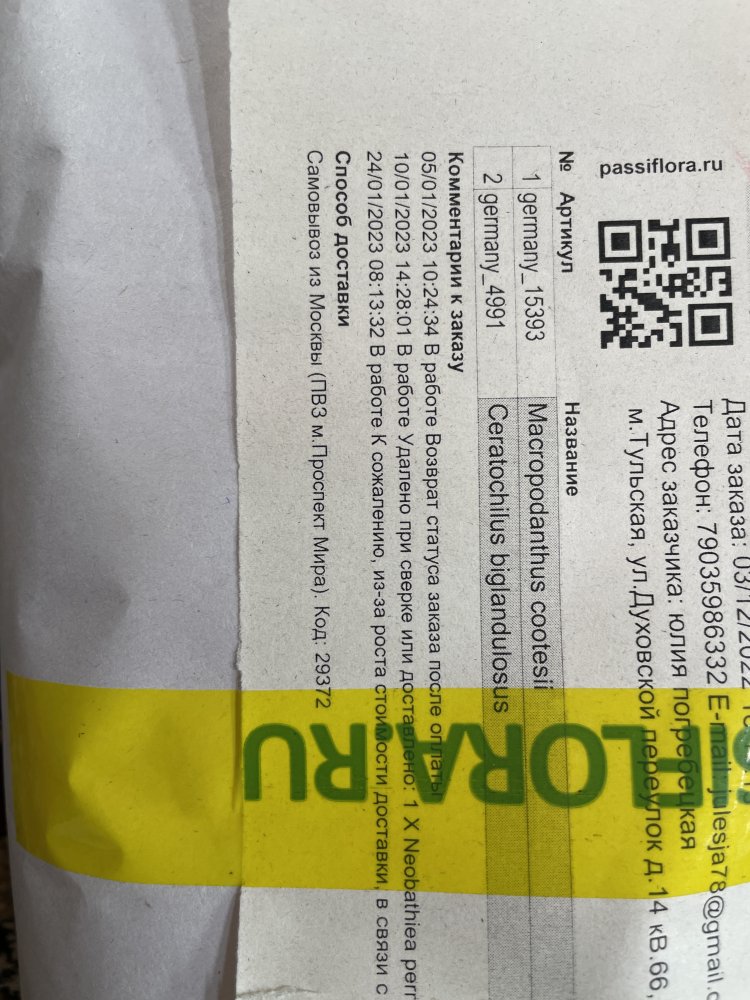 passiflora.ru
Дата заказа: 03/12/2022
Телефон: 79035986332 E-mail: julesja78@gmail.c
Адрес заказчика: юлия погребецкая
м.Тульская, ул.Духовской переулок д.14 кв.66,
№ Артикул Название
1 germany_15393 Macropodanthus cootesii
2 germany_4991 Ceratochilus biglandulosus
Комментарии к заказу
05/01/2023 10:24:34 В работе Возврат статуса заказа после оплаты
10/01/2023 14:28:01 В работе Удалено при сверке или доставлено: 1 X Neobathiea perr
24/01/2023 08:13:32 В работе К сожалению, из-за роста стоимости доставки, в связи с
Способ доставки
Самовывоз из Москвы (ПВЗ м.Проспект Мира). Код: 29372
SIFLORA.RU